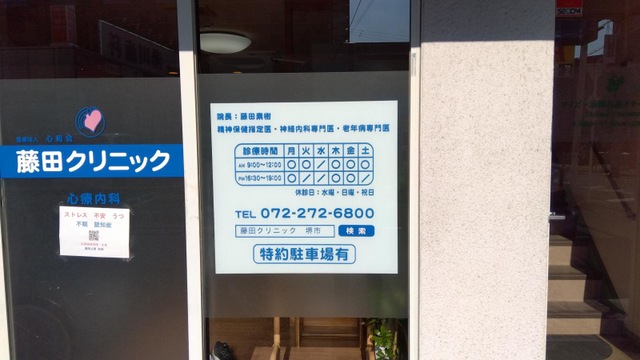 医療法人 心和会
藤田クリニック
心療内科
ストレス 不安 うつ
不眠 認知症
院長：藤田業樹
精神保健指定医・神経内科専門医・老年病専門医
診療時間 月 火 水 木 金 土
AM 9:00～12:00 ○ ○ ／ ○ ○ ○
PM 16:30～19:00 ○ ○ ／ ○ ○ ／
休診日：水曜・日曜・祝日
TEL 072-272-6800
藤田クリニック 堺市 検索
特約駐車場有
SECOM